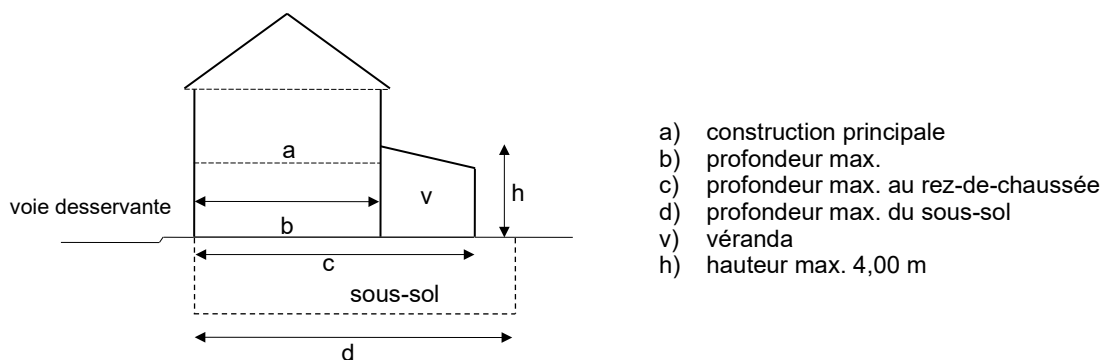 a
v
h
voie desservante
b
c
sous-sol
d
a) construction principale
b) profondeur max.
c) profondeur max. au rez-de-chaussée
d) profondeur max. du sous-sol
v) véranda
h) hauteur max. 4,00 m